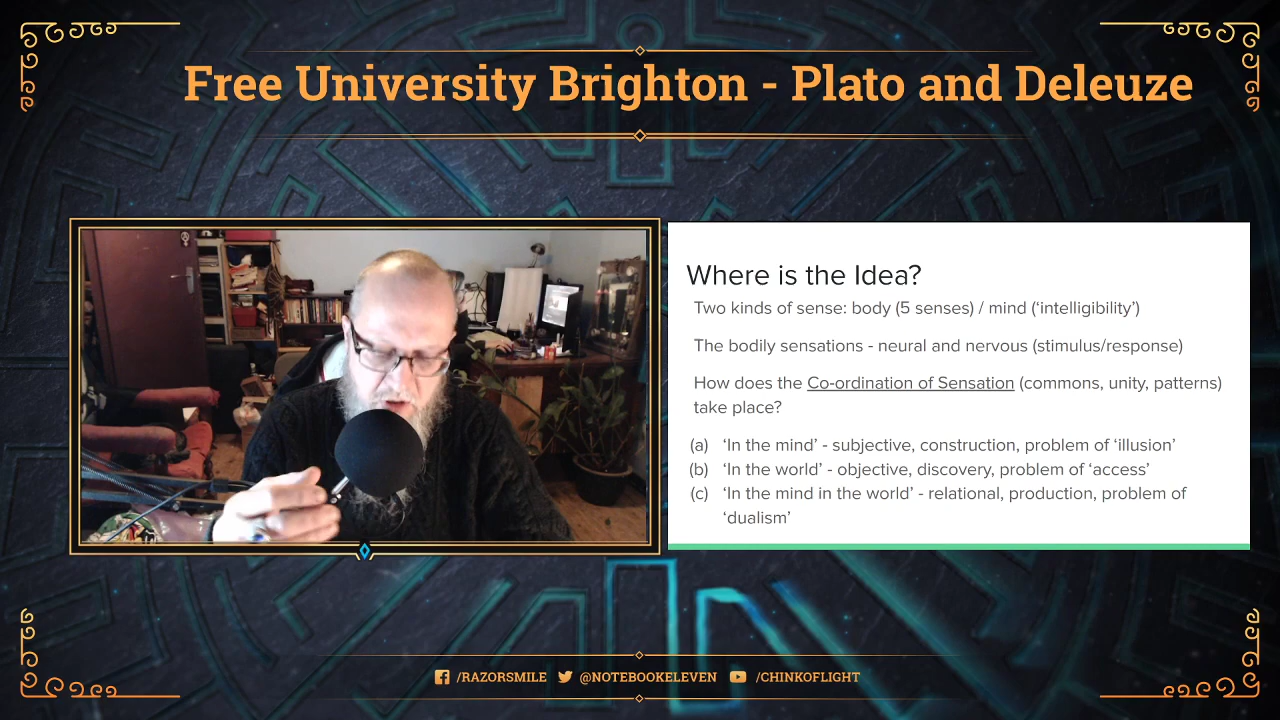 Free University Brighton - Plato and Deleuze
Where is the Idea?
Two kinds of sense: body (5 senses) / mind (‘intelligibility’)
The bodily sensations - neural and nervous (stimulus/response)
How does the Co-ordination of Sensation (commons, unity, patterns)
take place?
(a) ‘In the mind’ - subjective, construction, problem of ‘illusion’
(b) ‘In the world’ - objective, discovery, problem of ‘access’
(c) ‘In the mind in the world’ - relational, production, problem of
‘dualism’
/RAZORSMILE @NOTEBOOKELEVEN /CHINKOFLIGHT